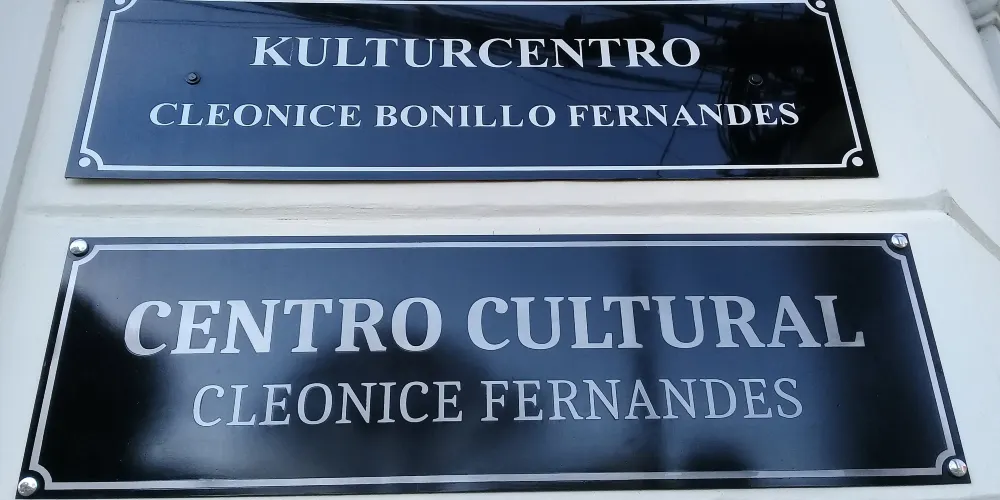 KULTURCENTRO
CLEONICE BONILLO FERNANDES
CENTRO CULTURAL
CLEONICE FERNANDES